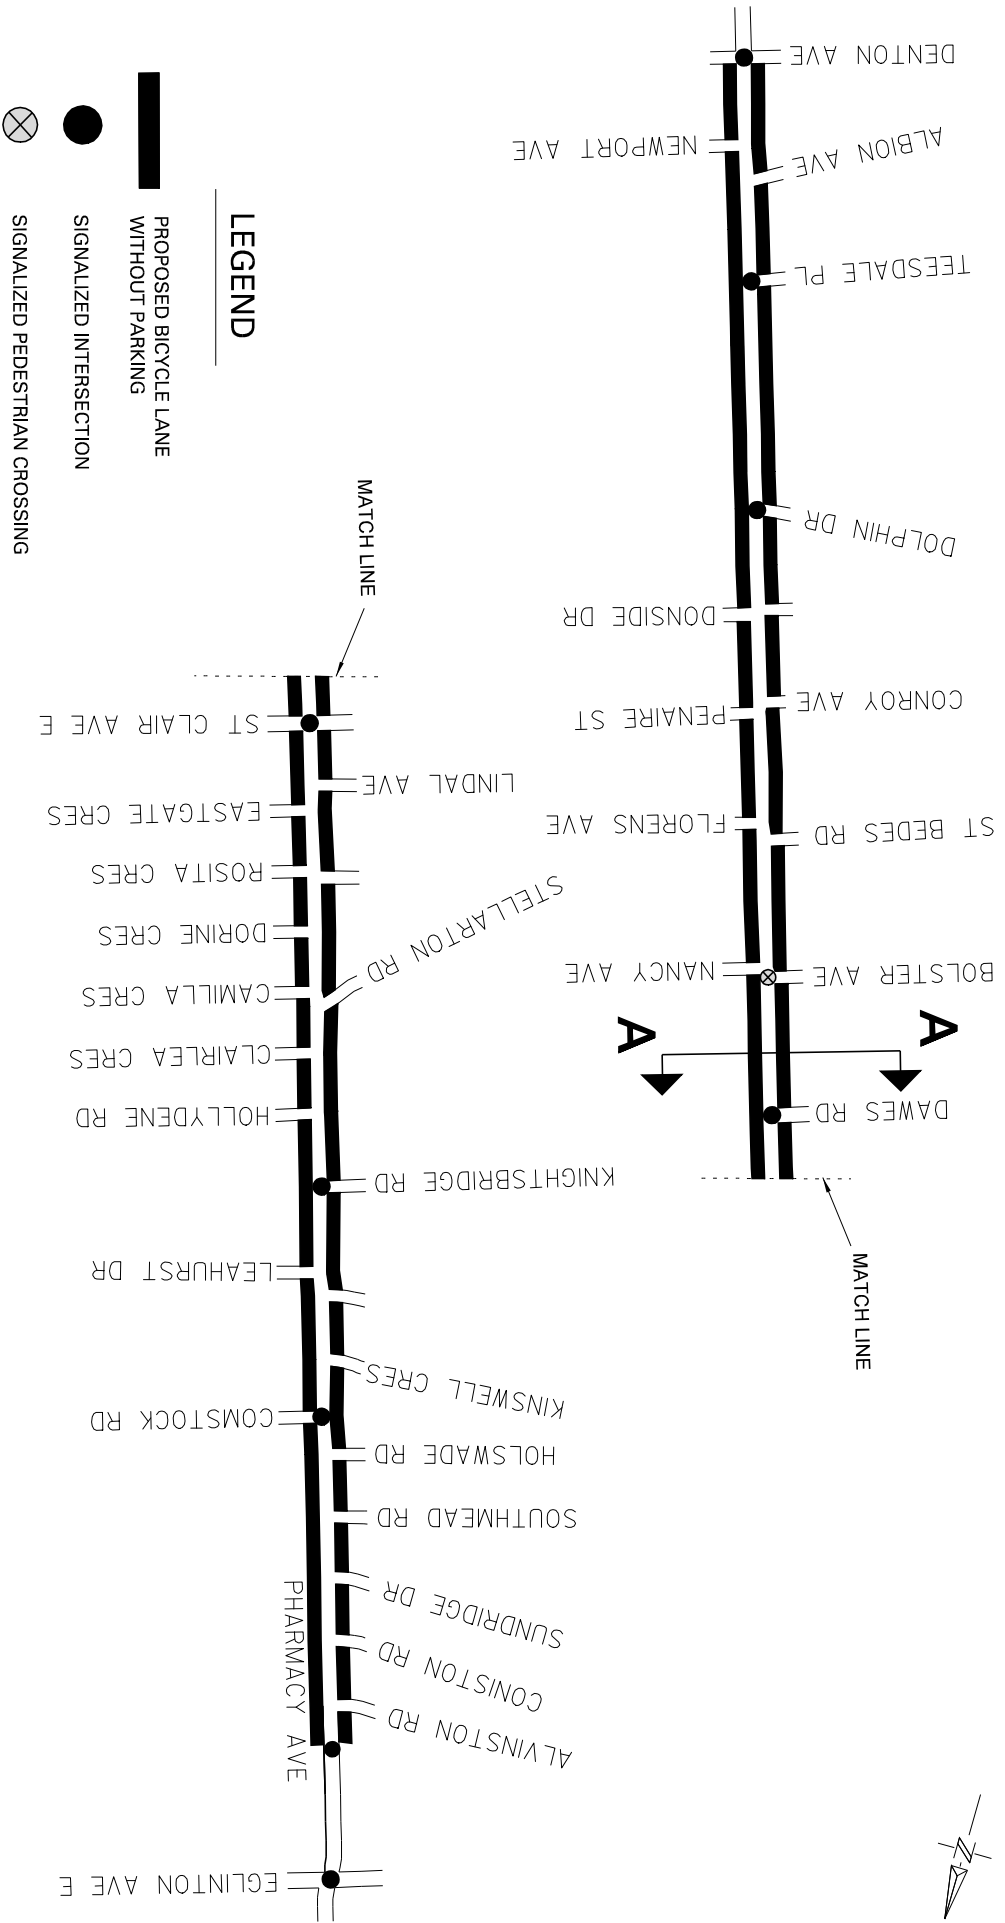 DENTON AVE
NEWPORT AVE
ALBION AVE
TEESDALE PL
DOLPHIN DR
DONSIDE DR
CONROY AVE
PENAIRE ST
FLORENS AVE
ST BEDES RD
NANCY AVE
BOLSTER AVE
A
A
DAWES RD
MATCH LINE
MATCH LINE
ST CLAIR AVE E
LINDAL AVE
EASTGATE CRES
ROSITA CRES
STELLARTON RD
DORINE CRES
CAMILLA CRES
CLAIRLEA CRES
HOLLYDENE RD
KNIGHTSBRIDGE RD
LEAHURST DR
KINSWELL CRES
COMSTOCK RD
HOLSWADE RD
SOUTHMEAD RD
SUNDRIDGE DR
CONISTON RD
ALVINSTON RD
PHARMACY AVE
EGLINTON AVE E
LEGEND
PROPOSED BICYCLE LANE
WITHOUT PARKING
SIGNALIZED INTERSECTION
SIGNALIZED PEDESTRIAN CROSSING
N